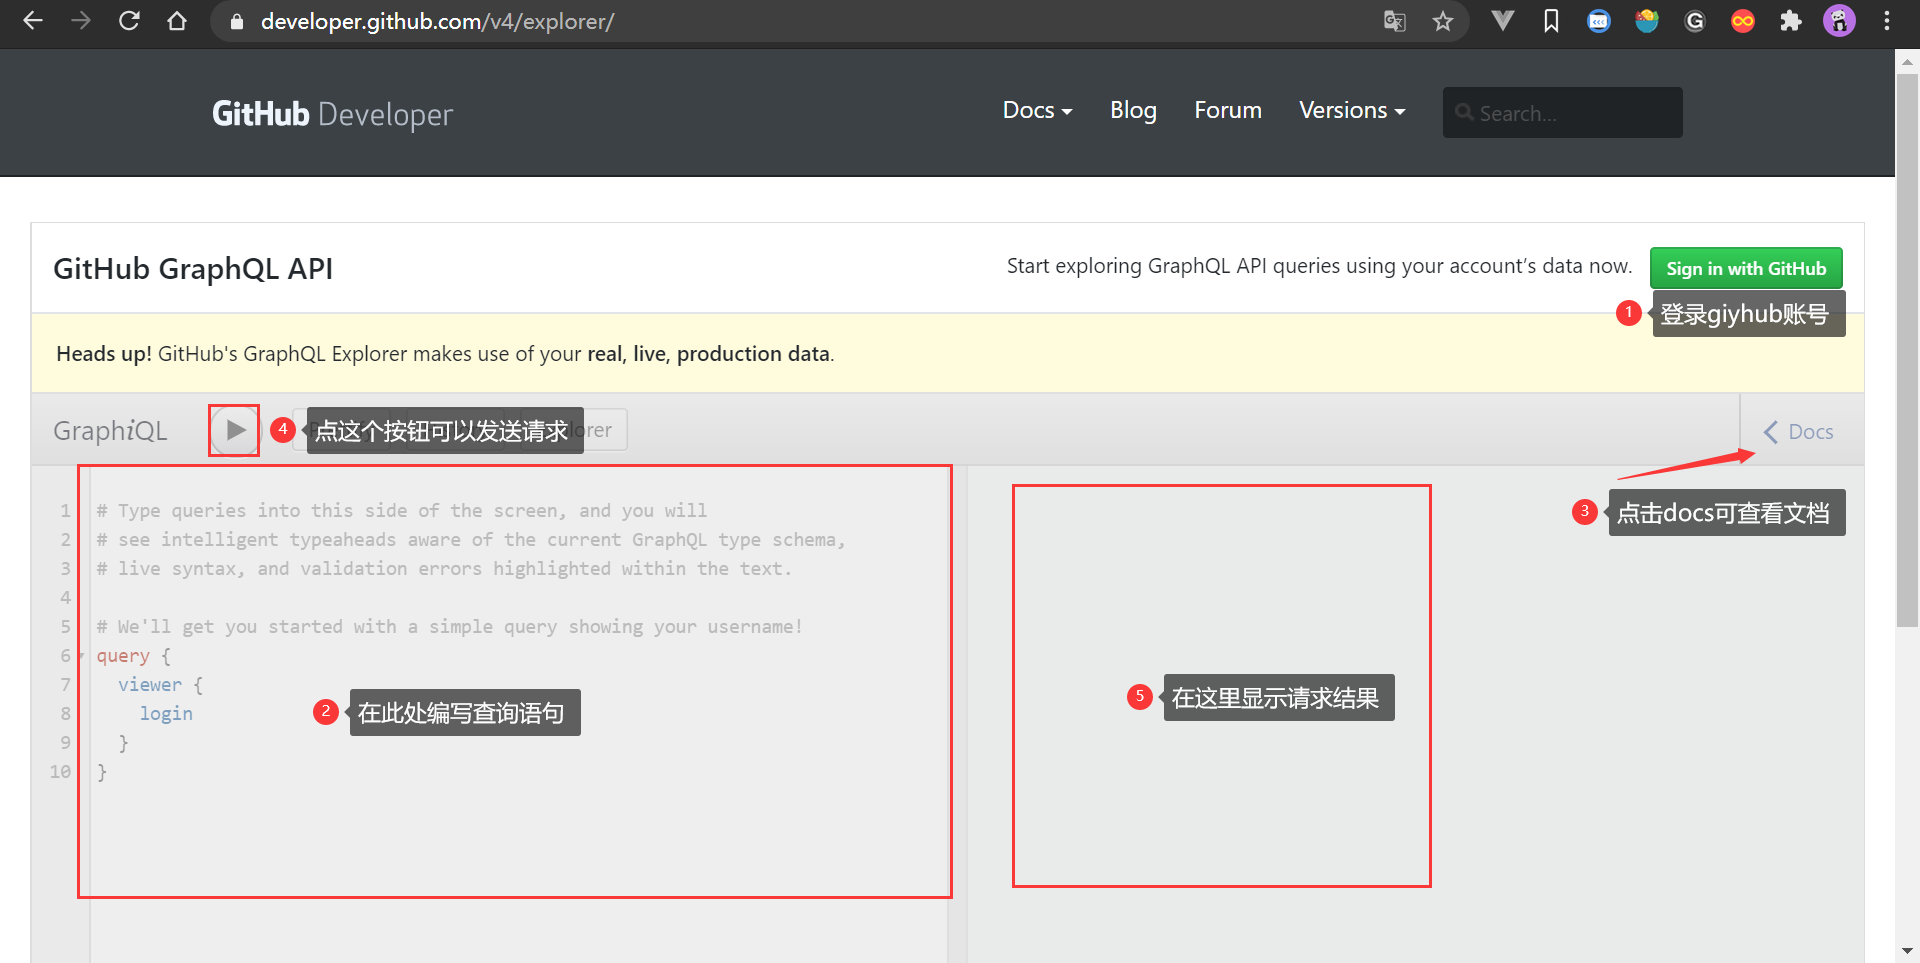 developer.github.com/v4/explorer/
GitHub Developer
Docs
Blog
Forum
Versions
Search...
GitHub GraphQL API
Start exploring GraphQL API queries using your account's data now.
Sign in with GitHub
1
登录giyhub账号
Heads up! GitHub's GraphQL Explorer makes use of your real, live, production data.
GraphiQL
4
点这个按钮可以发送请求
Docs
3
点击docs可查看文档
1 # Type queries into this side of the screen, and you will
2 # see intelligent typeaheads aware of the current GraphQL type schema,
3 # live syntax, and validation errors highlighted within the text.
4
5 # We'll get you started with a simple query showing your username!
6 query {
7 viewer {
8 login
9 }
10 }
2
在此处编写查询语句
5
在这里显示请求结果